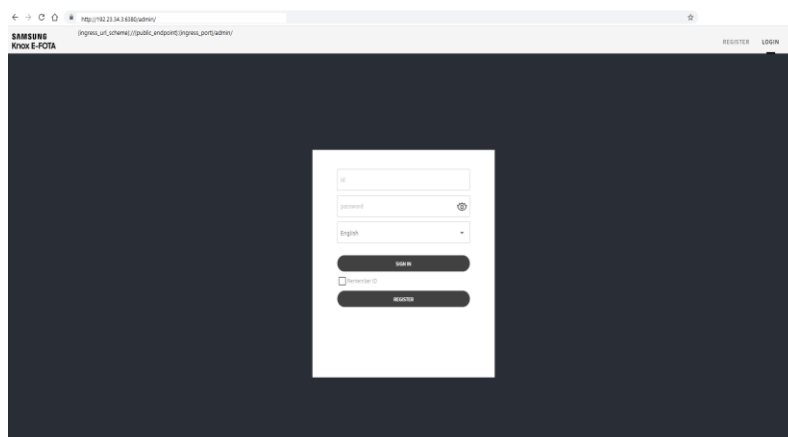 http://192.23.34.3:6380/admin/
{ingress_url_scheme}://{public_endpoint}:{ingress_port}/admin/
SAMSUNG
Knox E-FOTA
REGISTER LOGIN
id
password
English
SIGN IN
Remember ID
REGISTER